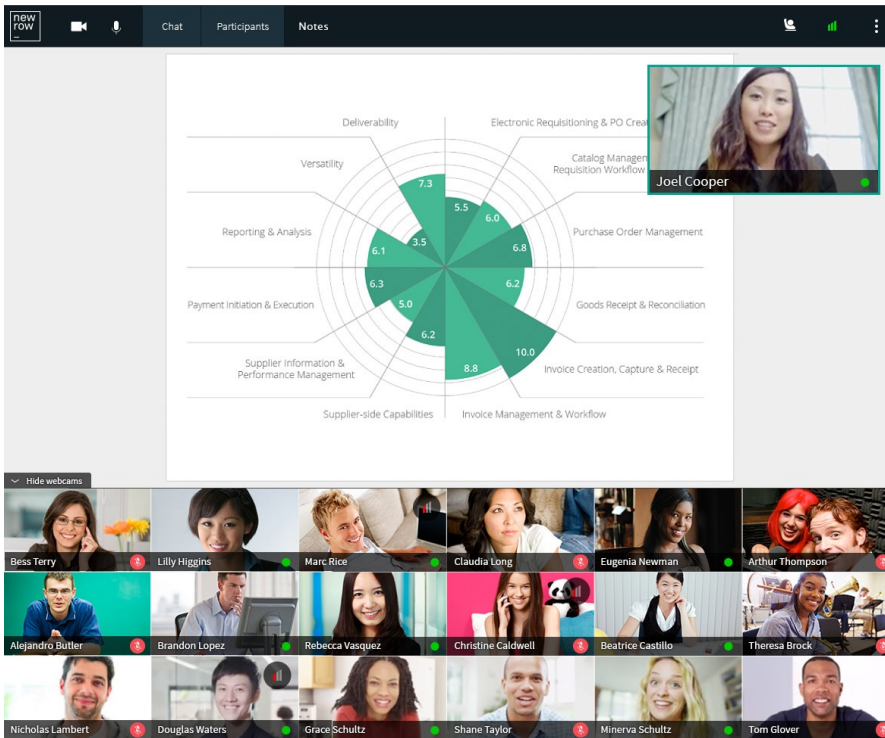 new
row
Chat
Participants
Notes
Deliverability
Electronic Requisitioning & PO Crea
Versatility
Catalog Managem
Requisition Workflow
Joel Cooper
7.3
5.5
6.0
Reporting & Analysis
6.1
3.5
6.8
Purchase Order Management
Payment Initiation & Execution
6.3
5.0
6.2
Goods Receipt & Reconciliation
6.2
10.0
Supplier Information &
Performance Management
8.8
Invoice Creation, Capture & Receipt
Supplier-side Capabilities
Invoice Management & Workflow
Hide webcams
Bess Terry
Lilly Higgins
Marc Rice
Claudia Long
Eugenia Newman
Arthur Thompson
Alejandro Butler
Brandon Lopez
Rebecca Vasquez
Christine Caldwell
Beatrice Castillo
Theresa Brock
Nicholas Lambert
Douglas Waters
Grace Schultz
Shane Taylor
Minerva Schultz
Tom Glover